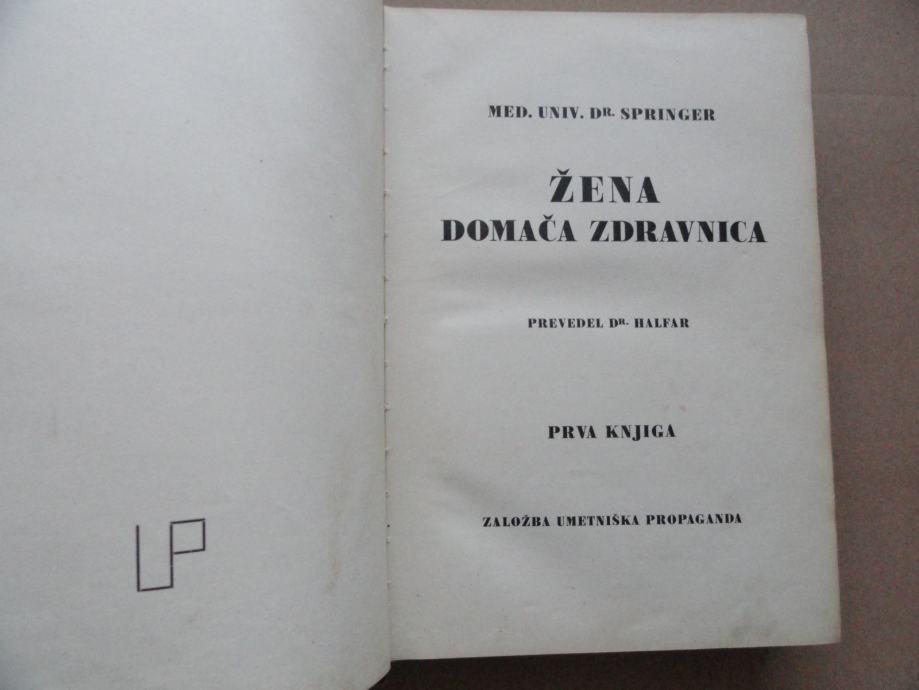 UP
MED. UNIV. DR. SPRINGER
ŽENA
DOMAČA ZDRAVNICA
PREVEDEL DR. HALFAR
PRVA KNJIGA
ZALOŽBA UMETNIŠKA PROPAGANDA